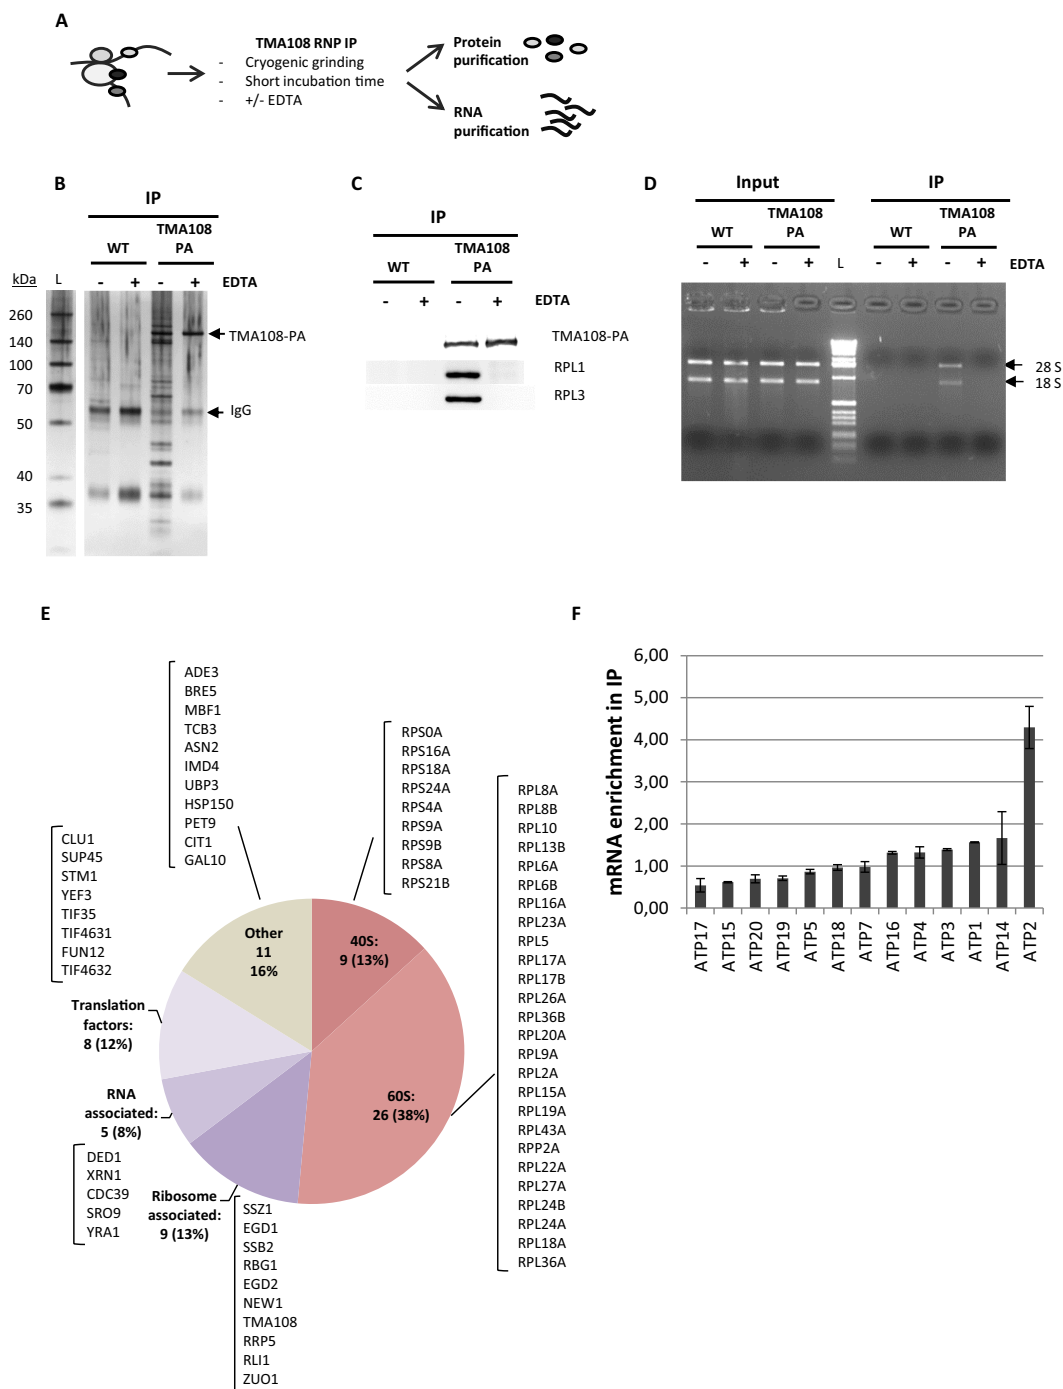 A
TMA108 RNP IP
- Cryogenic grinding
- Short incubation time
- +/- EDTA
Protein
purification
RNA
purification
B
IP
WT
TMA108
PA
kDa
L
- + - + EDTA
260
140
100
70
50
40
35
TMA108-PA
IgG
C
IP
WT
TMA108
PA
- + - + EDTA
TMA108-PA
RPL1
RPL3
D
Input
IP
WT
TMA108
PA
WT
TMA108
PA
- + - + L - + - + EDTA
28 S
18 S
E
ADE3
BRE5
MBF1
TCB3
ASN2
IMD4
UBP3
HSP150
PET9
CIT1
GAL10
RPS0A
RPS16A
RPS18A
RPS24A
RPS4A
RPS9A
RPS9B
RPS8A
RPS21B
RPL8A
RPL8B
RPL10
RPL13B
RPL6A
RPL6B
RPL16A
RPL23A
RPL5
RPL17A
RPL17B
RPL26A
RPL36B
RPL20A
RPL9A
RPL2A
RPL15A
RPL19A
RPL43A
RPP2A
RPL22A
RPL27A
RPL24B
RPL24A
RPL18A
RPL36A
CLU1
SUP45
STM1
YEF3
TIF35
TIF4631
FUN12
TIF4632
Other
11
16%
40S:
9 (13%)
60S:
26 (38%)
Translation
factors:
8 (12%)
RNA
associated:
5 (8%)
DED1
XRN1
CDC39
SRO9
YRA1
Ribosome
associated:
9 (13%)
SSZ1
EGD1
SSB2
RBG1
EGD2
NEW1
TMA108
RRP5
RLI1
ZUO1
F
mRNA enrichment in IP
6,00
5,00
4,00
3,00
2,00
1,00
0,00
ATP17
ATP15
ATP20
ATP19
ATP5
ATP18
ATP7
ATP16
ATP4
ATP3
ATP1
ATP14
ATP2